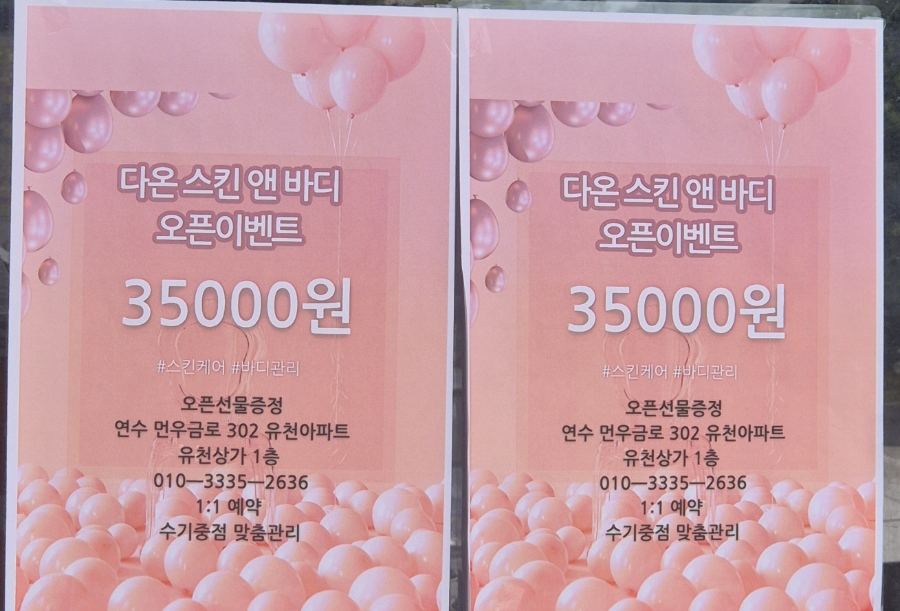 다온 스킨 앤 바디
오픈이벤트
35000원
#스킨케어 #바디관리
오픈선물증정
연수 먼우금로 302 유천아파트
유천상가 1층
010—3335—2636
1:1 예약
수기중점 맞춤관리
다온 스킨 앤 바디
오픈이벤트
35000원
#스킨케어 #바디관리
오픈선물증정
연수 먼우금로 302 유천아파트
유천상가 1층
010—3335—2636
1:1 예약
수기중점 맞춤관리